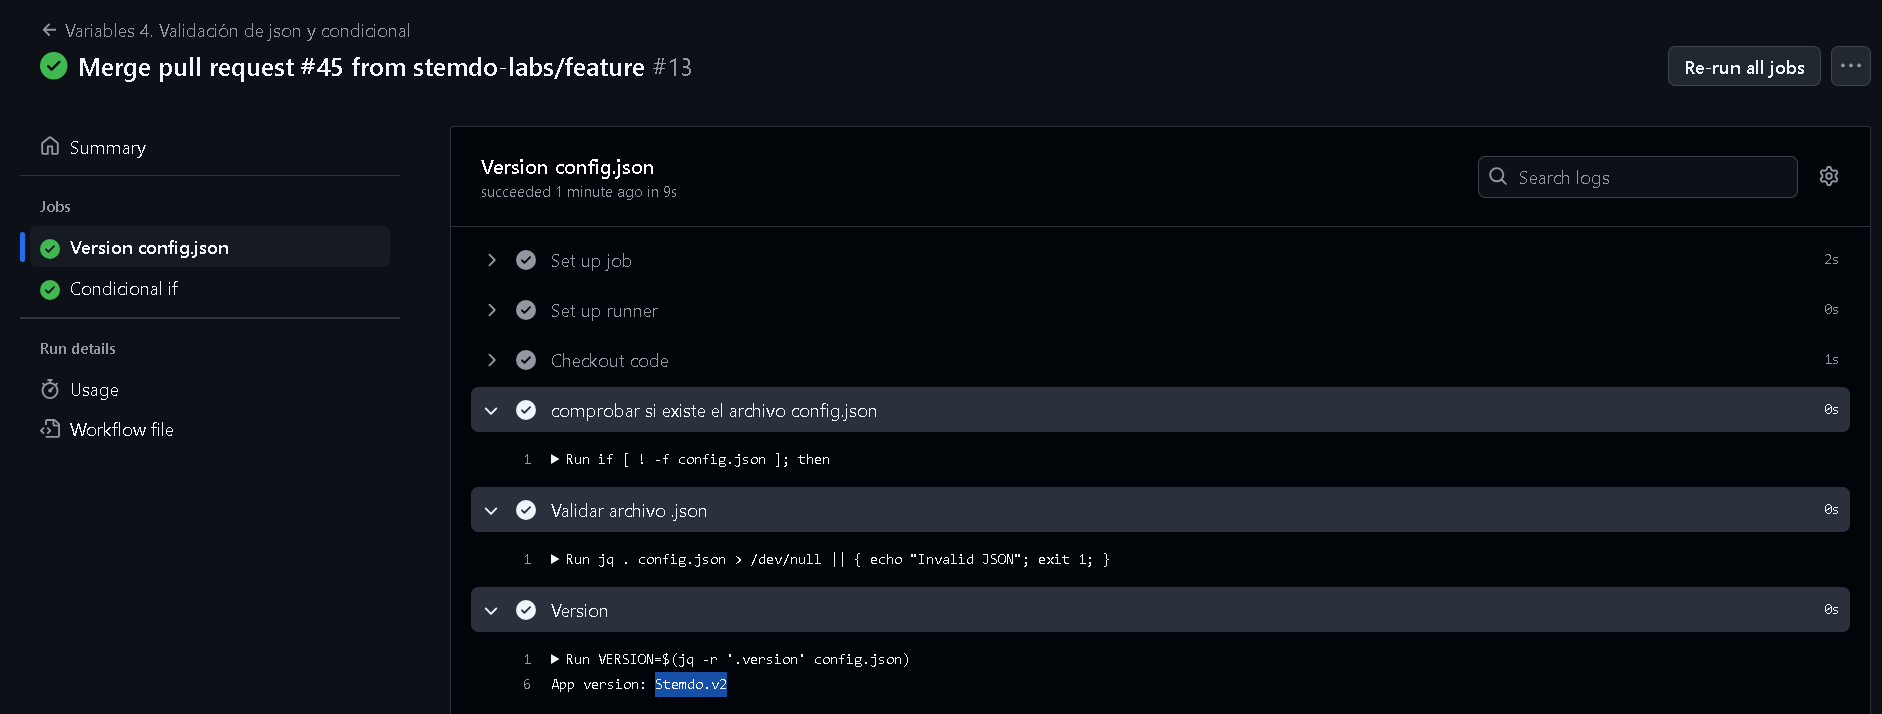 Variables 4. Validación de json y condicional
Merge pull request #45 from stemdo-labs/feature #13
Re-run all jobs
Summary
Jobs
Version config.json
Condicional if
Run details
Usage
Workflow file
Version config.json
succeeded 1 minute ago in 9s
Search logs
Set up job 2s
Set up runner 0s
Checkout code 1s
comprobar si existe el archivo config.json 0s
1 Run if [ ! -f config.json ]; then
Validar archivo .json 0s
1 Run jq . config.json > /dev/null || { echo "Invalid JSON"; exit 1; }
Version 0s
1 Run VERSION=$(jq -r '.version' config.json)
6 App version: Stemdo.v2